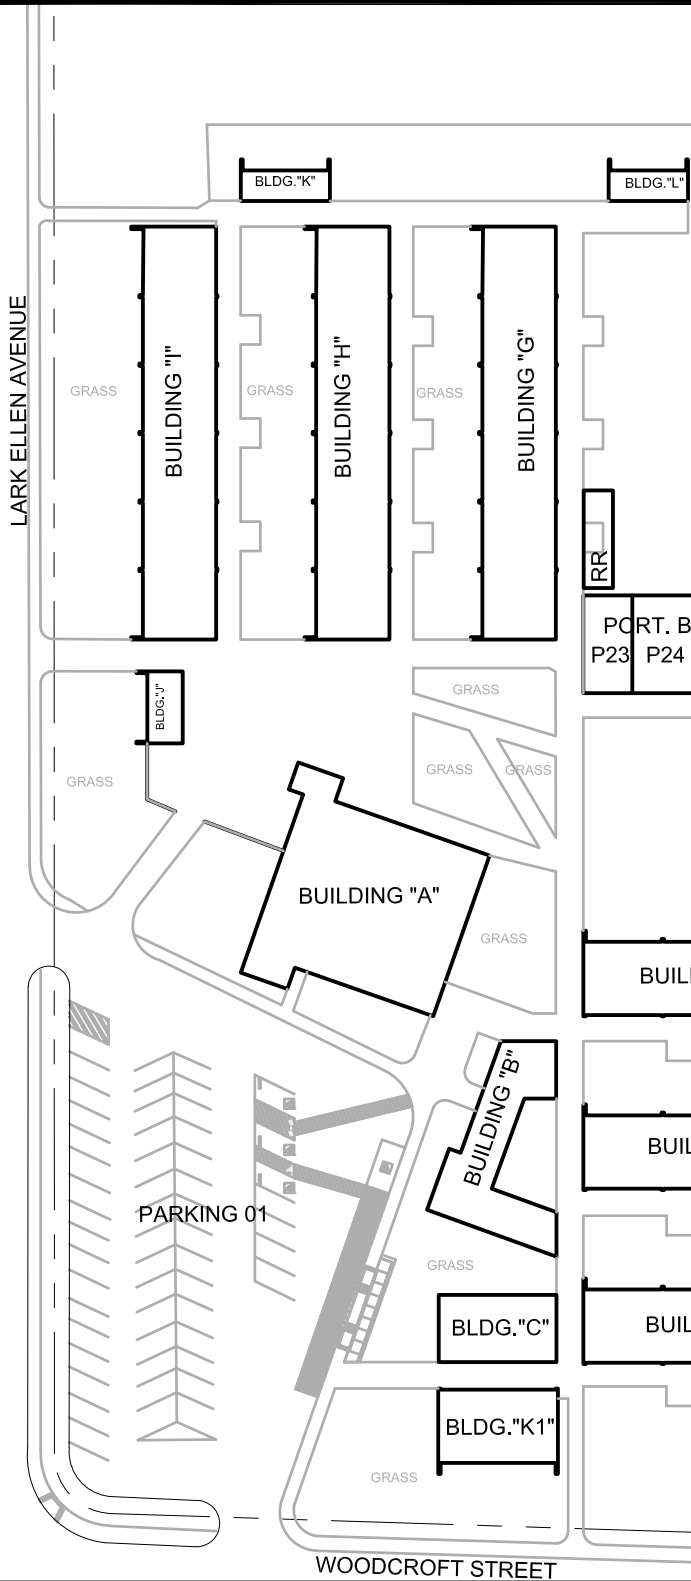 BLDG."K"
BLDG."L"
LARK ELLEN AVENUE
BUILDING "I"
BUILDING "H"
BUILDING "G"
GRASS
GRASS
GRASS
RR
PORT. B
P23
P24
BLDG."J"
GRASS
GRASS
GRASS
GRASS
BUILDING "A"
GRASS
BUIL
BUILDING "B"
BUIL
PARKING 01
GRASS
BLDG."C"
BUIL
BLDG."K1"
GRASS
WOODCROFT STREET